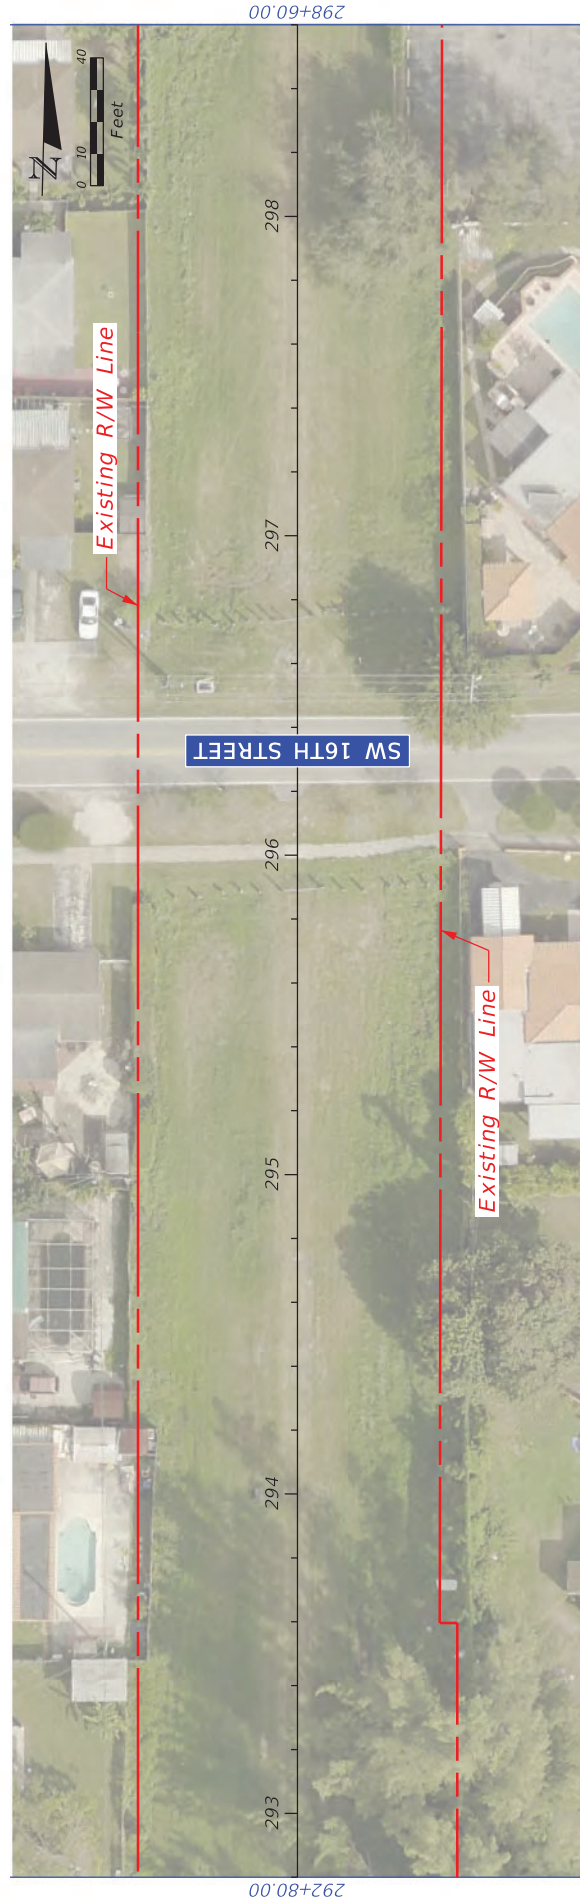 298+60.00
N
0 10 40
Feet
298
Existing R/W Line
297
SW 16TH STREET
296
Existing R/W Line
295
294
293
292+80.00